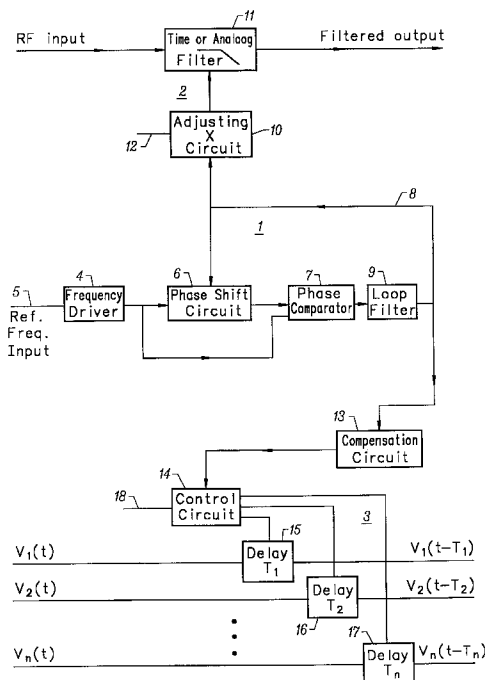 11
RF input
Time or Analoog
Filter
Filtered output
2
Adjusting
X
Circuit
10
12
8
1
4
6
7
9
5
Frequency
Driver
Phase Shift
Circuit
Phase
Comparator
Loop
Filter
Ref.
Freq.
Input
13
Compensation
Circuit
14
Control
Circuit
18
3
15
V1(t)
Delay
T1
V1(t-T1)
V2(t)
Delay
T2
V2(t-T2)
16
17
Vn(t)
Delay
Tn
Vn(t-Tn)